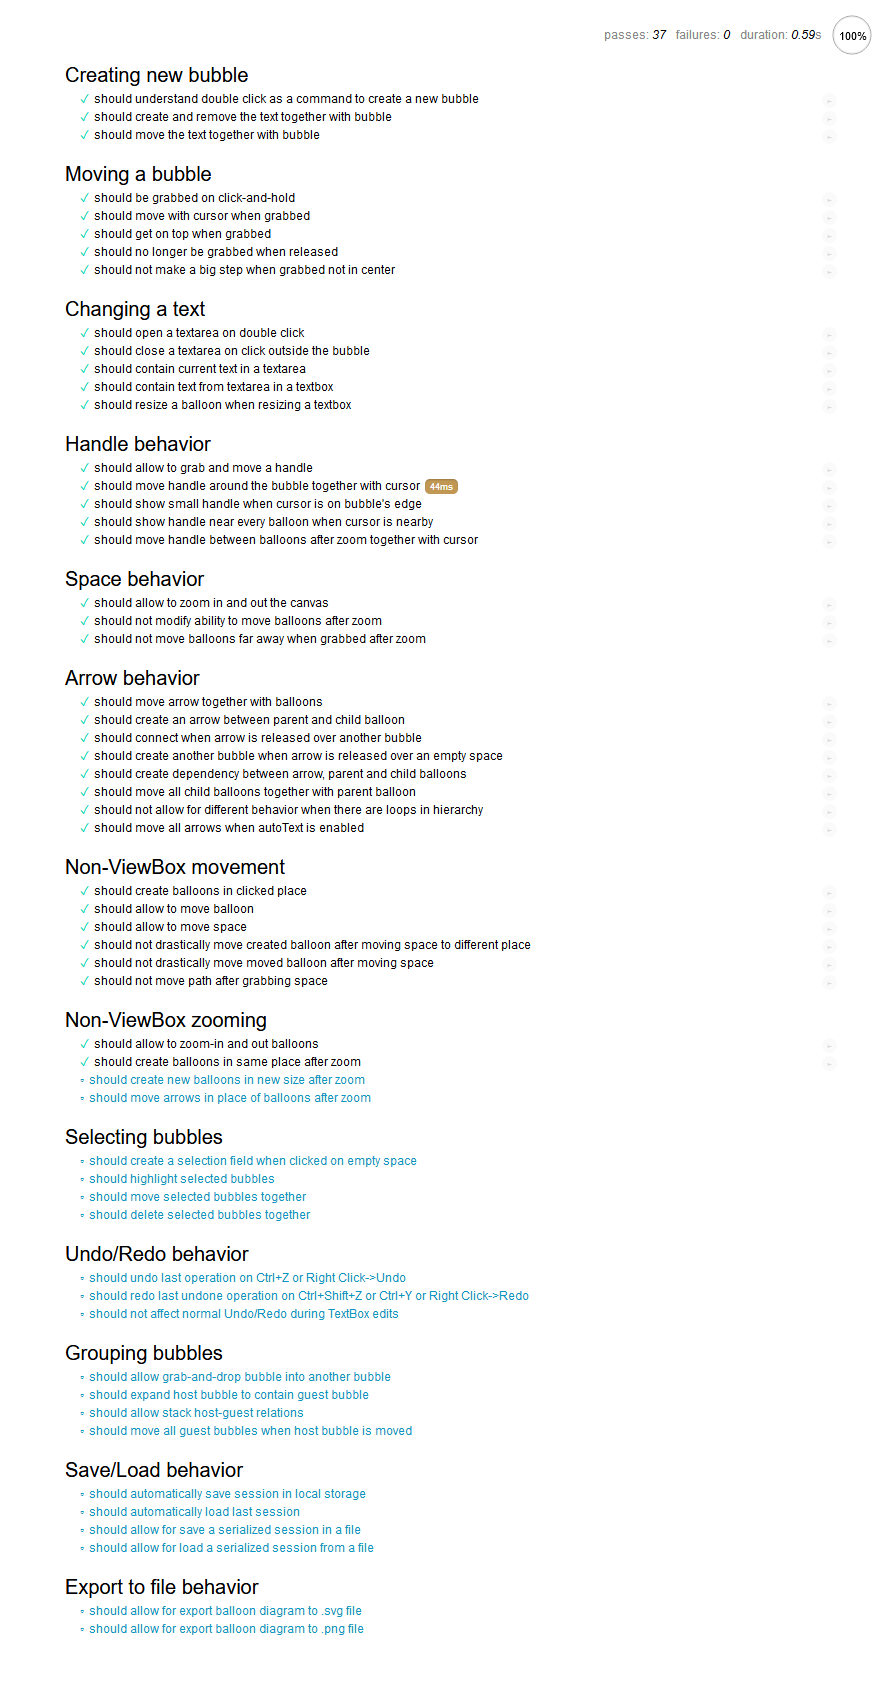 passes: 37 failures: 0 duration: 0.59s 100%
Creating new bubble
✓ should understand double click as a command to create a new bubble
✓ should create and remove the text together with bubble
✓ should move the text together with bubble
Moving a bubble
✓ should be grabbed on click-and-hold
✓ should move with cursor when grabbed
✓ should get on top when grabbed
✓ should no longer be grabbed when released
✓ should not make a big step when grabbed not in center
Changing a text
✓ should open a textarea on double click
✓ should close a textarea on click outside the bubble
✓ should contain current text in a textarea
✓ should contain text from textarea in a textbox
✓ should resize a balloon when resizing a textbox
Handle behavior
✓ should allow to grab and move a handle
✓ should move handle around the bubble together with cursor 44ms
✓ should show small handle when cursor is on bubble's edge
✓ should show handle near every balloon when cursor is nearby
✓ should move handle between balloons after zoom together with cursor
Space behavior
✓ should allow to zoom in and out the canvas
✓ should not modify ability to move balloons after zoom
✓ should not move balloons far away when grabbed after zoom
Arrow behavior
✓ should move arrow together with balloons
✓ should create an arrow between parent and child balloon
✓ should connect when arrow is released over another bubble
✓ should create another bubble when arrow is released over an empty space
✓ should create dependency between arrow, parent and child balloons
✓ should move all child balloons together with parent balloon
✓ should not allow for different behavior when there are loops in hierarchy
✓ should move all arrows when autoText is enabled
Non-ViewBox movement
✓ should create balloons in clicked place
✓ should allow to move balloon
✓ should allow to move space
✓ should not drastically move created balloon after moving space to different place
✓ should not drastically move moved balloon after moving space
✓ should not move path after grabbing space
Non-ViewBox zooming
✓ should allow to zoom-in and out balloons
✓ should create balloons in same place after zoom
should create new balloons in new size after zoom
should move arrows in place of balloons after zoom
Selecting bubbles
should create a selection field when clicked on empty space
should highlight selected bubbles
should move selected bubbles together
should delete selected bubbles together
Undo/Redo behavior
should undo last operation on Ctrl+Z or Right Click->Undo
should redo last undone operation on Ctrl+Shift+Z or Ctrl+Y or Right Click->Redo
should not affect normal Undo/Redo during TextBox edits
Grouping bubbles
should allow grab-and-drop bubble into another bubble
should expand host bubble to contain guest bubble
should allow stack host-guest relations
should move all guest bubbles when host bubble is moved
Save/Load behavior
should automatically save session in local storage
should automatically load last session
should allow for save a serialized session in a file
should allow for load a serialized session from a file
Export to file behavior
should allow for export balloon diagram to .svg file
should allow for export balloon diagram to .png file